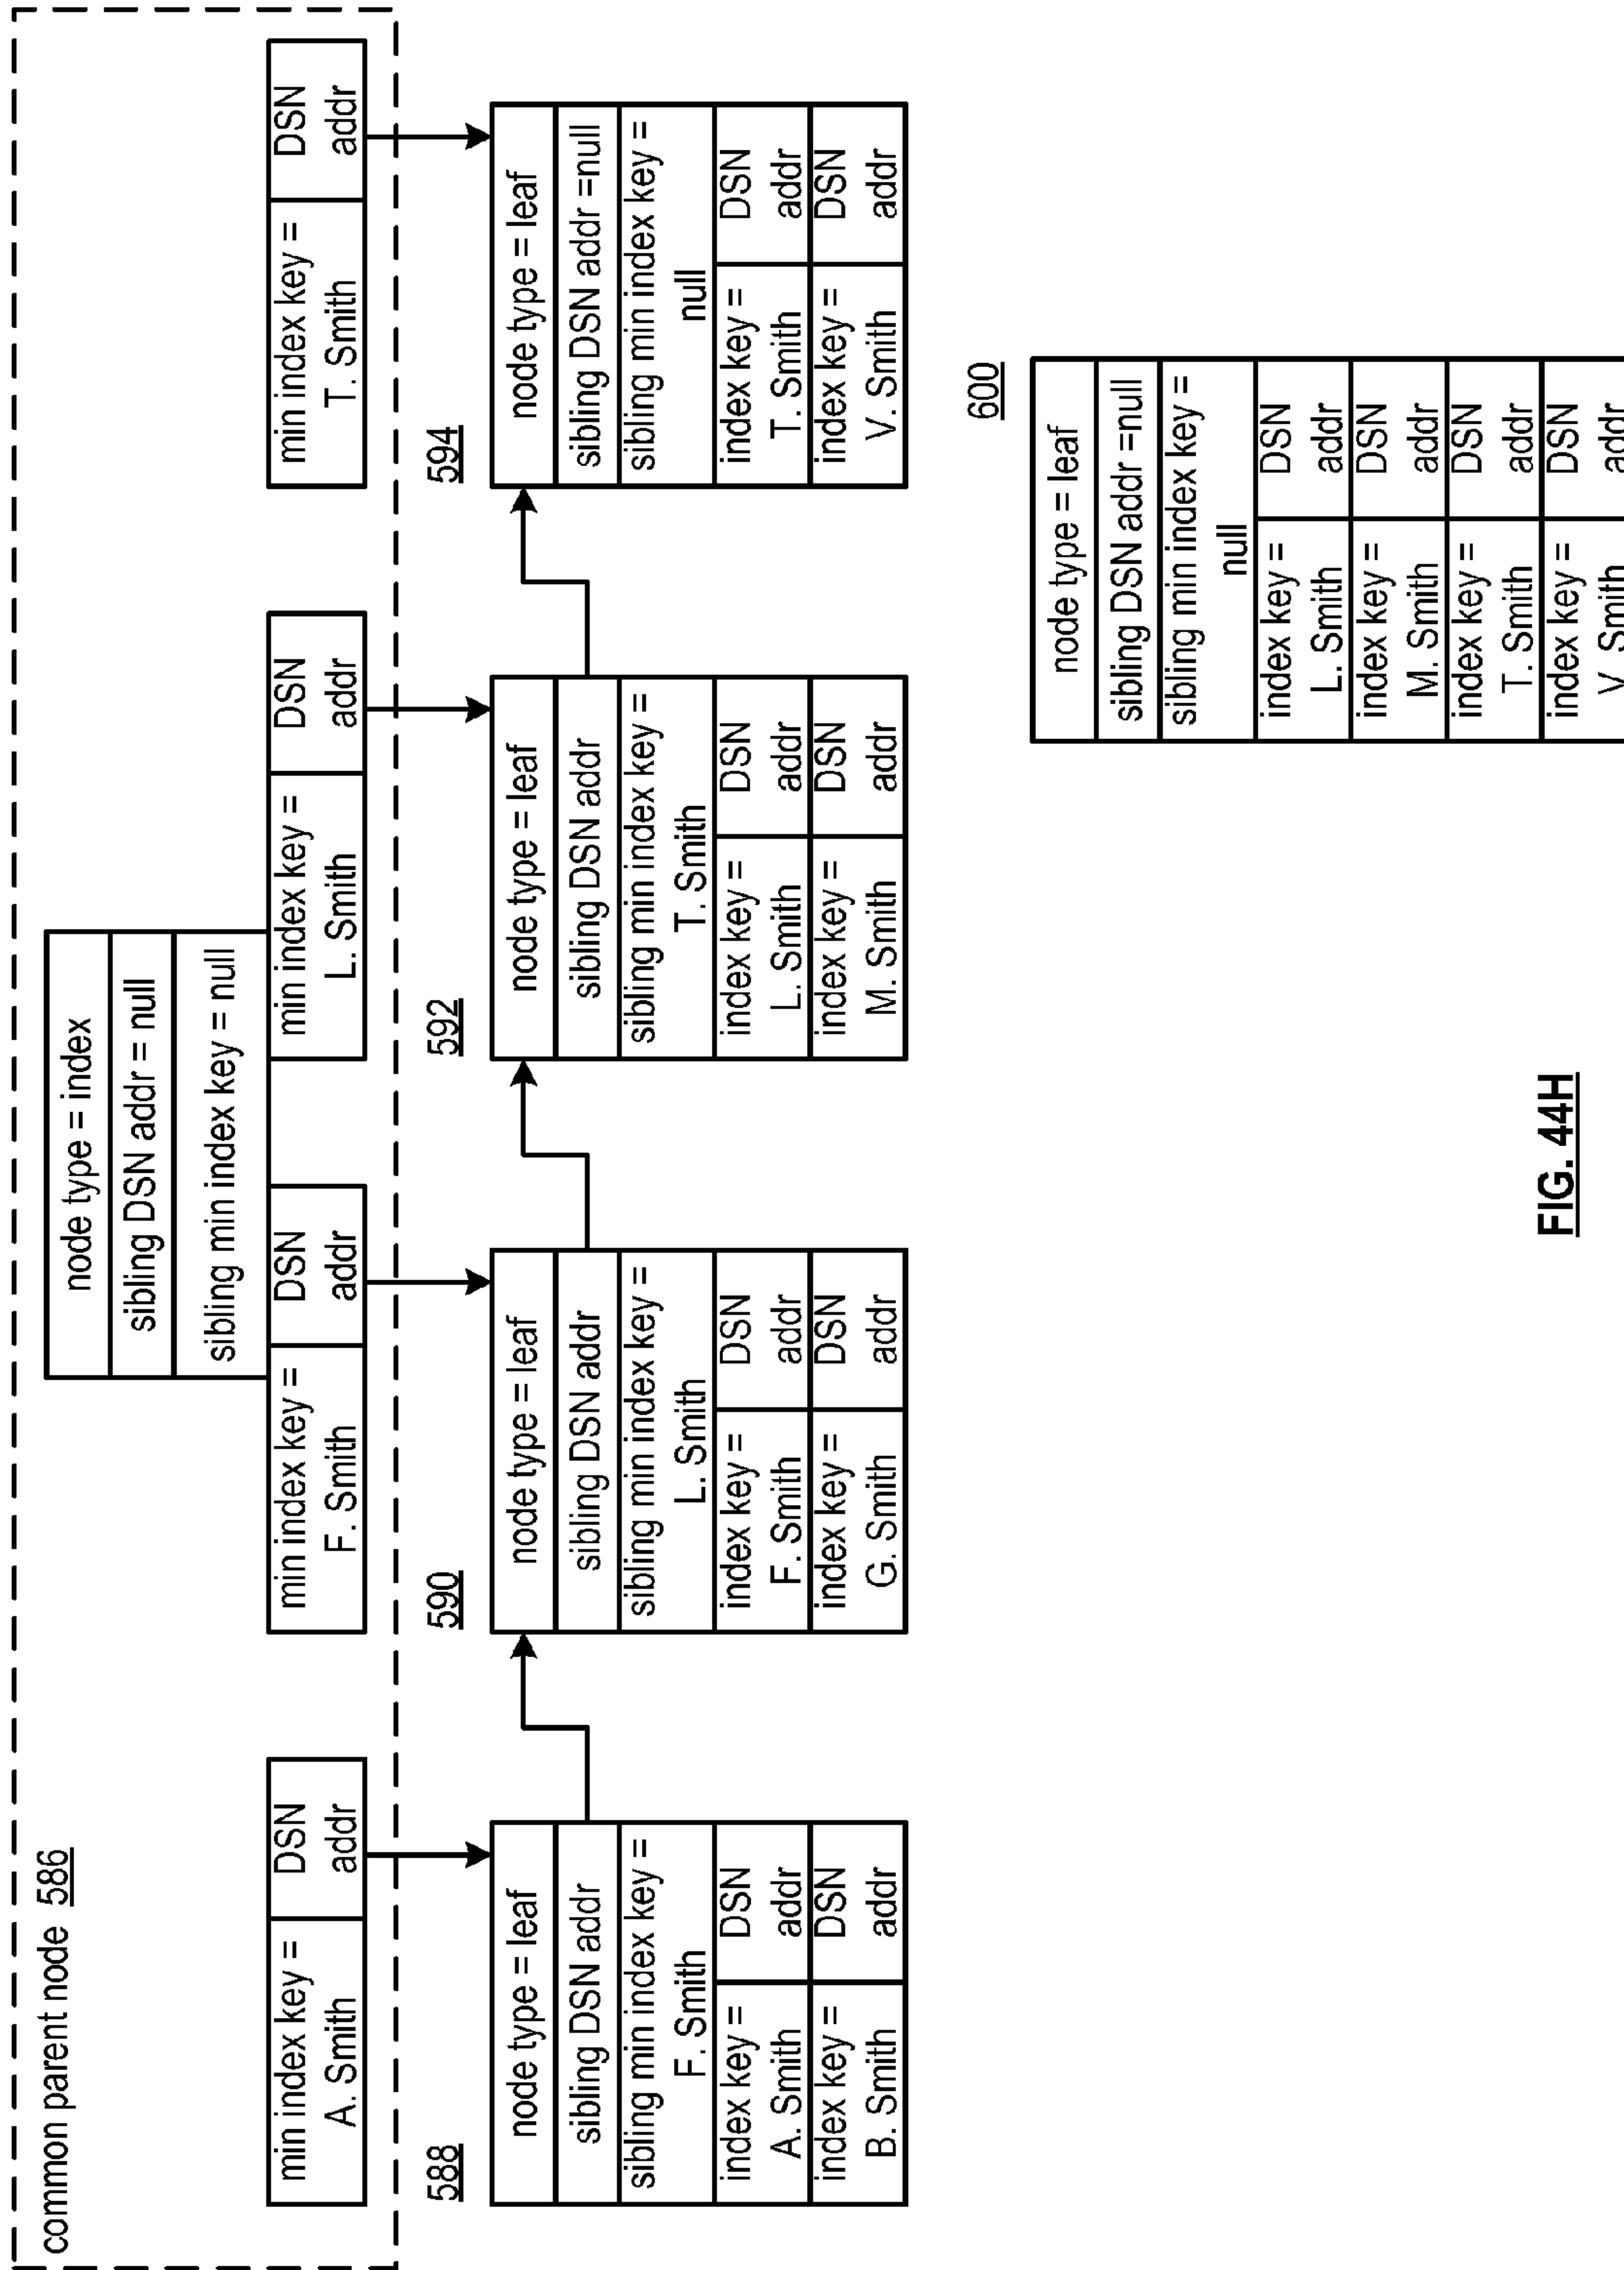 common parent node 586
node type = index
sibling DSN addr = null
sibling min index key = null
min index key =
A. Smith
DSN
addr
min index key =
F. Smith
DSN
addr
min index key =
L. Smith
DSN
addr
min index key =
T. Smith
DSN
addr
588
node type = leaf
sibling DSN addr
sibling min index key =
F. Smith
index key =
A. Smith
DSN
addr
index key =
B. Smith
DSN
addr
590
node type = leaf
sibling DSN addr
sibling min index key =
L. Smith
index key =
F. Smith
DSN
addr
index key =
G. Smith
DSN
addr
592
node type = leaf
sibling DSN addr
sibling min index key =
T. Smith
index key =
L. Smith
DSN
addr
index key =
M. Smith
DSN
addr
594
node type = leaf
sibling DSN addr =null
sibling min index key =
null
index key =
T. Smith
DSN
addr
index key =
V. Smith
DSN
addr
600
node type = leaf
sibling DSN addr =null
sibling min index key =
null
index key =
L. Smith
DSN
addr
index key =
M. Smith
DSN
addr
index key =
T. Smith
DSN
addr
index key =
V. Smith
DSN
addr
FIG. 44H